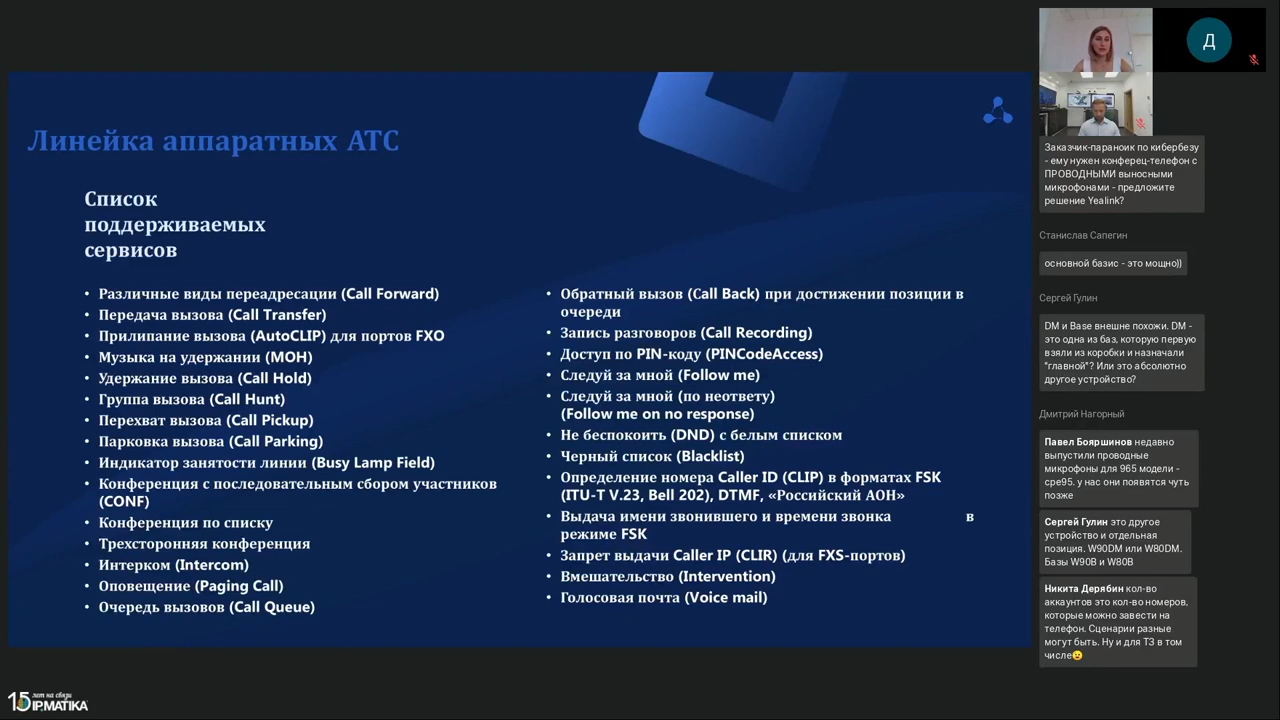 Линейка аппаратных АТС
Список
поддерживаемых
сервисов
• Различные виды переадресации (Call Forward)
• Передача вызова (Call Transfer)
• Прилипание вызова (AutoCLIP) для портов FXO
• Музыка на удержании (MOH)
• Удержание вызова (Call Hold)
• Группа вызова (Call Hunt)
• Перехват вызова (Call Pickup)
• Парковка вызова (Call Parking)
• Индикатор занятости линии (Busy Lamp Field)
• Конференция с последовательным сбором участников
(CONF)
• Конференция по списку
• Трехсторонняя конференция
• Интерком (Intercom)
• Оповещение (Paging Call)
• Очередь вызовов (Call Queue)
• Обратный вызов (Call Back) при достижении позиции в
очереди
• Запись разговоров (Call Recording)
• Доступ по PIN-коду (PINCodeAccess)
• Следуй за мной (Follow me)
• Следуй за мной (по неответу)
(Follow me on no response)
• Не беспокоить (DND) с белым списком
• Черный список (Blacklist)
• Определение номера Caller ID (CLIP) в форматах FSK
(ITU-T V.23, Bell 202), DTMF, «Российский АОН»
• Выдача имени звонившего и времени звонка в
режиме FSK
• Запрет выдачи Caller IP (CLIR) (для FXS-портов)
• Вмешательство (Intervention)
• Голосовая почта (Voice mail)
15 лет на связи
IPMATIKA
Д
Заказчик-параноик по кибербезу
- ему нужен конферец-телефон с
ПРОВОДНЫМИ выносными
микрофонами - предложите
решение Yealink?
Станислав Сапегин
основной базис - это мощно))
Сергей Гулин
DM и Base внешне похожи. DM -
это одна из баз, которую первую
взяли из коробки и назначали
"главной"? Или это абсолютно
другое устройство?
Дмитрий Нагорный
Павел Бояршинов недавно
выпустили проводные
микрофоны для 965 модели -
cpe95. у нас они появятся чуть
позже
Сергей Гулин это другое
устройство и отдельная
позиция. W90DM или W80DM.
Базы W90B и W80B
Никита Дерябин кол-во
аккаунтов это кол-во номеров,
которые можно завести на
телефон. Сценарии разные
могут быть. Ну и для ТЗ в том
числе😉